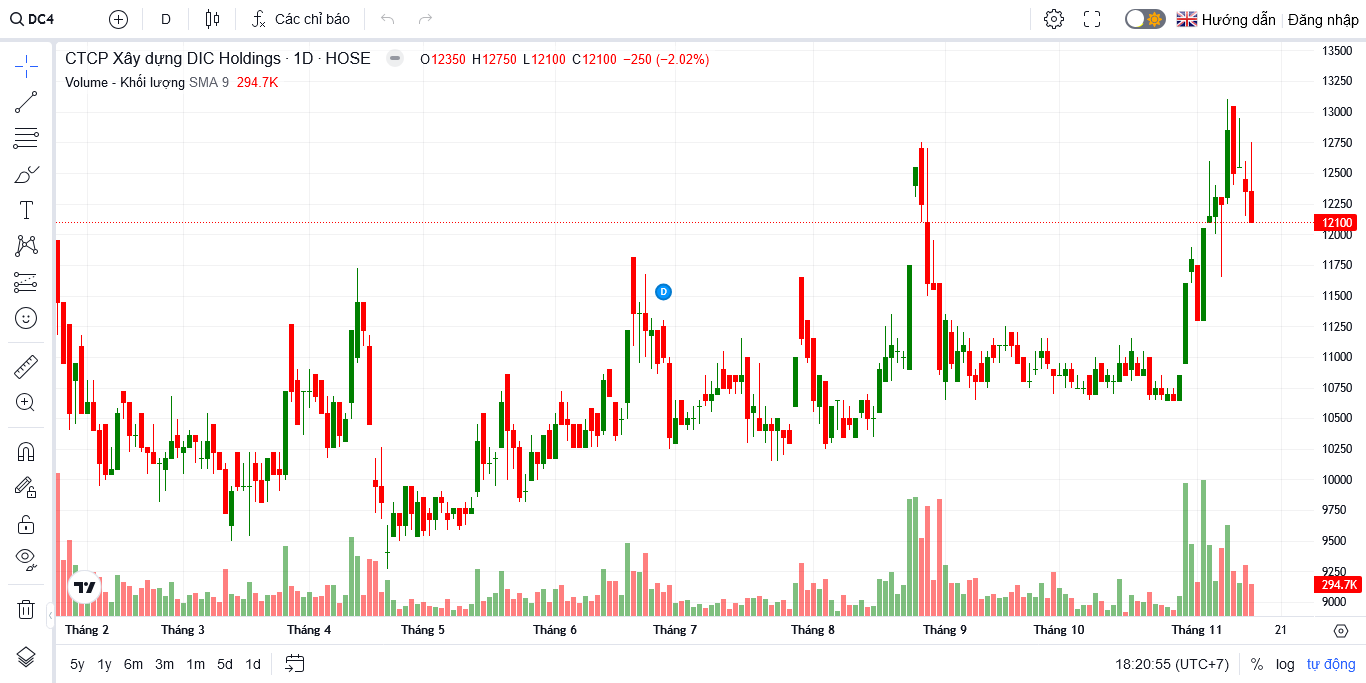 DC4 D Các chỉ báo Hướng dẫn Đăng nhập
CTCP Xây dựng DIC Holdings · 1D · HOSE O12350 H12750 L12100 C12100 −250 (−2.02%)
Volume - Khối lượng SMA 9 294.7K
13500
13250
13000
12750
12500
12250
12100
12000
11750
11500
D
11250
11000
10750
10500
10250
10000
9750
9500
9250
294.7K
9000
Tháng 2 Tháng 3 Tháng 4 Tháng 5 Tháng 6 Tháng 7 Tháng 8 Tháng 9 Tháng 10 Tháng 11 21
5y 1y 6m 3m 1m 5d 1d 18:20:55 (UTC+7) % log tự động